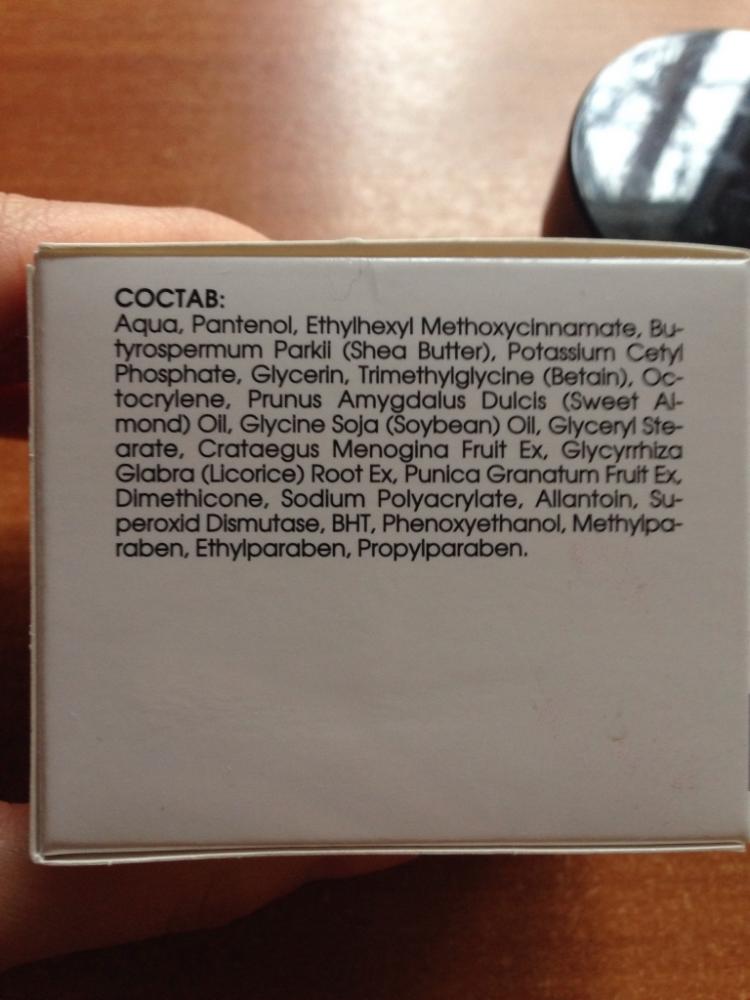 СОСТАВ:
Aqua, Pantenol, Ethylhexyl Methoxycinnamate, Bu-
tyrospermum Parkii (Shea Butter), Potassium Cetyl
Phosphate, Glycerin, Trimethylglycine (Betain), Oc-
tocrylene, Prunus Amygdalus Dulcis (Sweet Al-
mond) Oil, Glycine Soja (Soybean) Oil, Glyceryl Ste-
arate, Crataegus Menogina Fruit Ex, Glycyrrhiza
Glabra (Licorice) Root Ex, Punica Granatum Fruit Ex,
Dimethicone, Sodium Polyacrylate, Allantoin, Su-
peroxid Dismutase, BHT, Phenoxyethanol, Methylpa-
raben, Ethylparaben, Propylparaben.